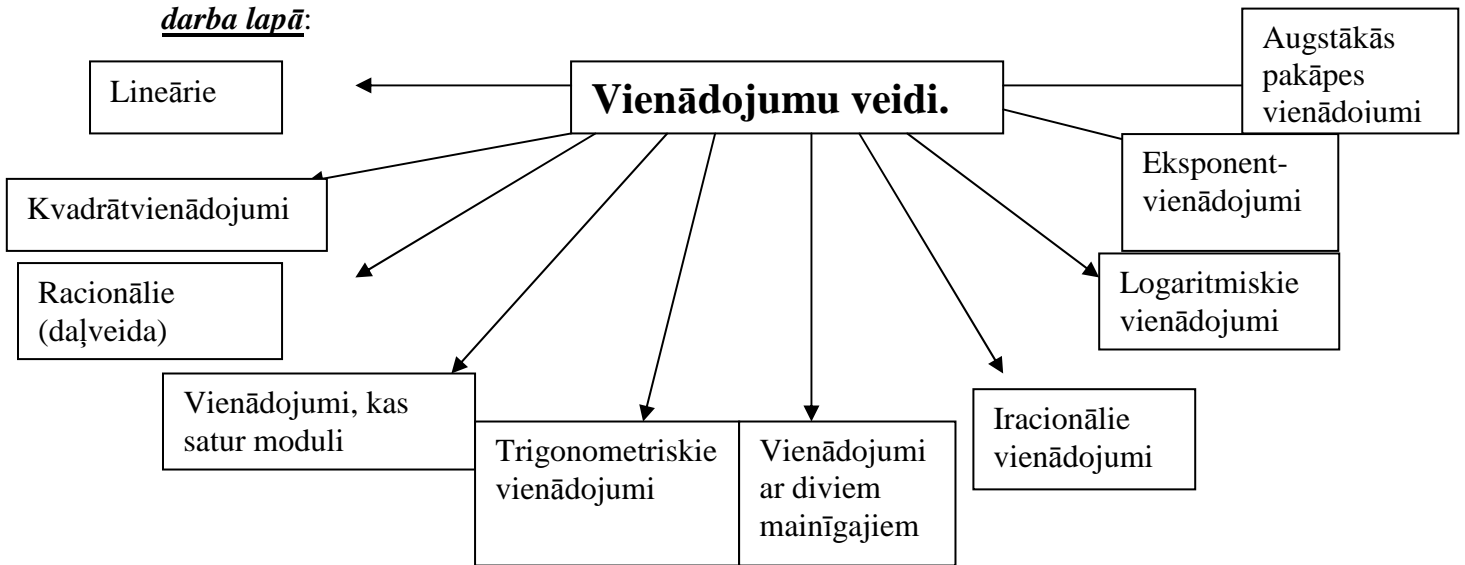 darba lapā:
Lineārie
Vienādojumu veidi.
Augstākās
pakāpes
vienādojumi
Eksponent-
vienādojumi
Kvadrātvienādojumi
Racionālie
(daļveida)
Logaritmiskie
vienādojumi
Vienādojumi, kas
satur moduli
Trigonometriskie
vienādojumi
Vienādojumi
ar diviem
mainīgajiem
Iracionālie
vienādojumi